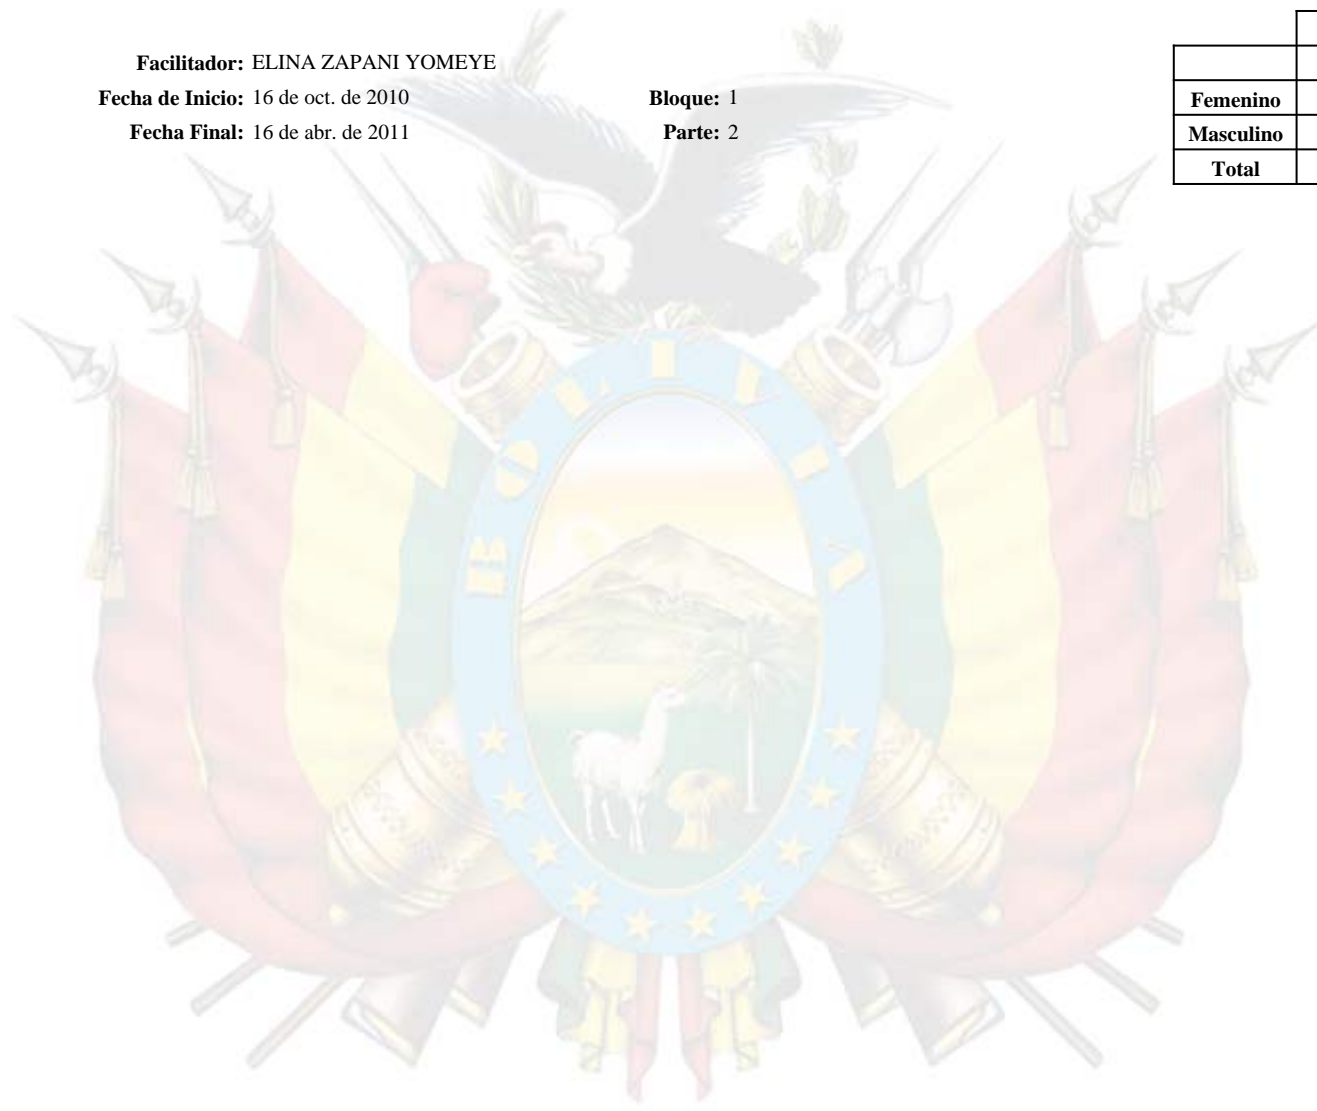 Facilitador: ELINA ZAPANI YOMEYE
Fecha de Inicio: 16 de oct. de 2010 Bloque: 1
Fecha Final: 16 de abr. de 2011 Parte: 2
Femenino
Masculino
Total
BOLIVIA